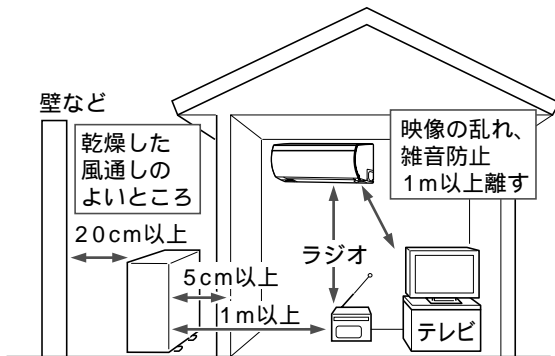 壁など
乾燥した
風通しの
よいところ
映像の乱れ、
雑音防止
1m以上離す
20cm以上
5cm以上
ラジオ
1m以上
テレビ